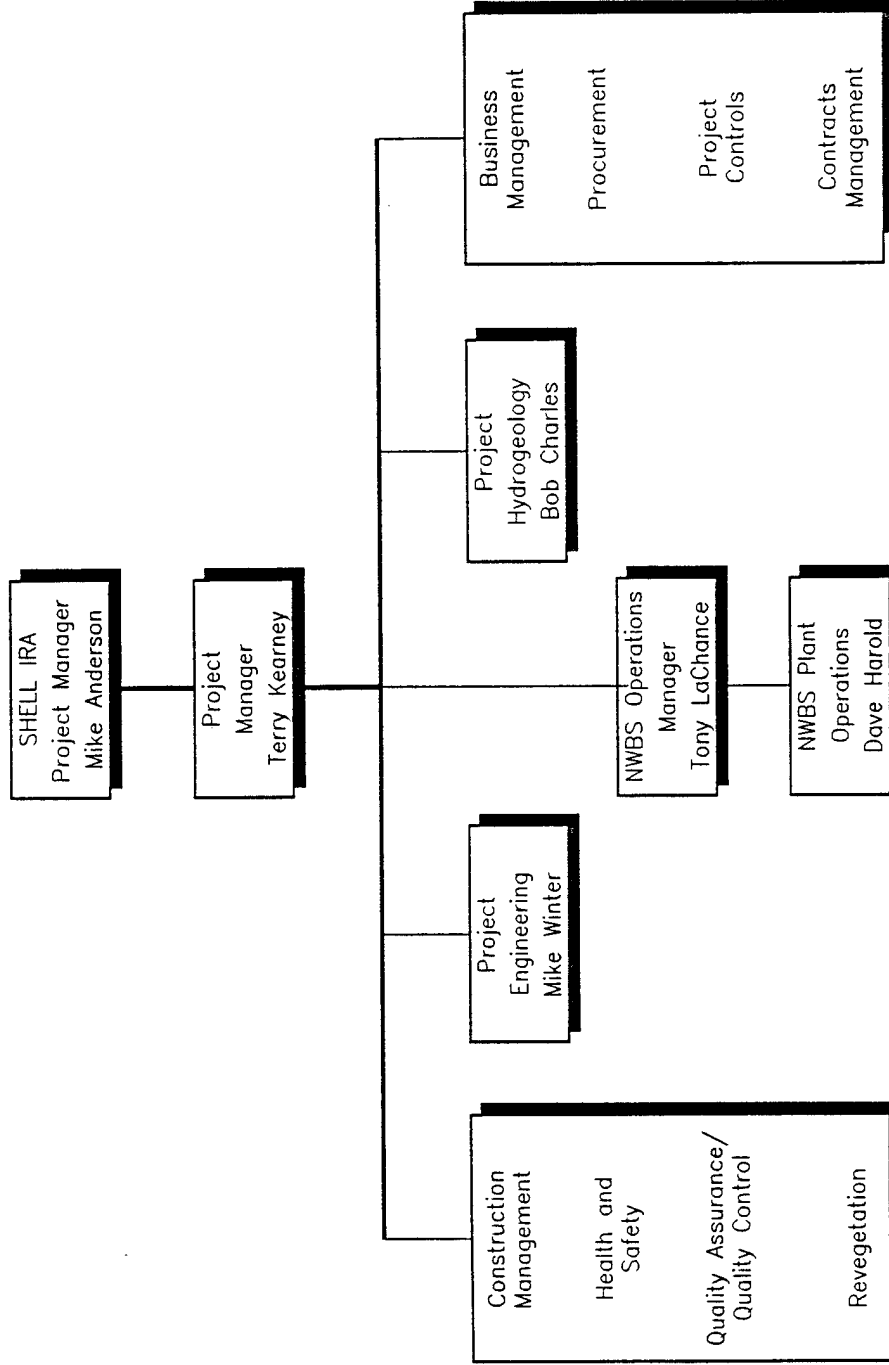 SHELL IRA
Project Manager
Mike Anderson
Project
Manager
Terry Kearney
Construction
Management
Health and
Safety
Quality Assurance/
Quality Control
Revegetation
Project
Engineering
Mike Winter
NWBS Operations
Manager
Tony LaChance
NWBS Plant
Operations
Dave Harold
Project
Hydrogeology
Bob Charles
Business
Management
Procurement
Project
Controls
Contracts
Management